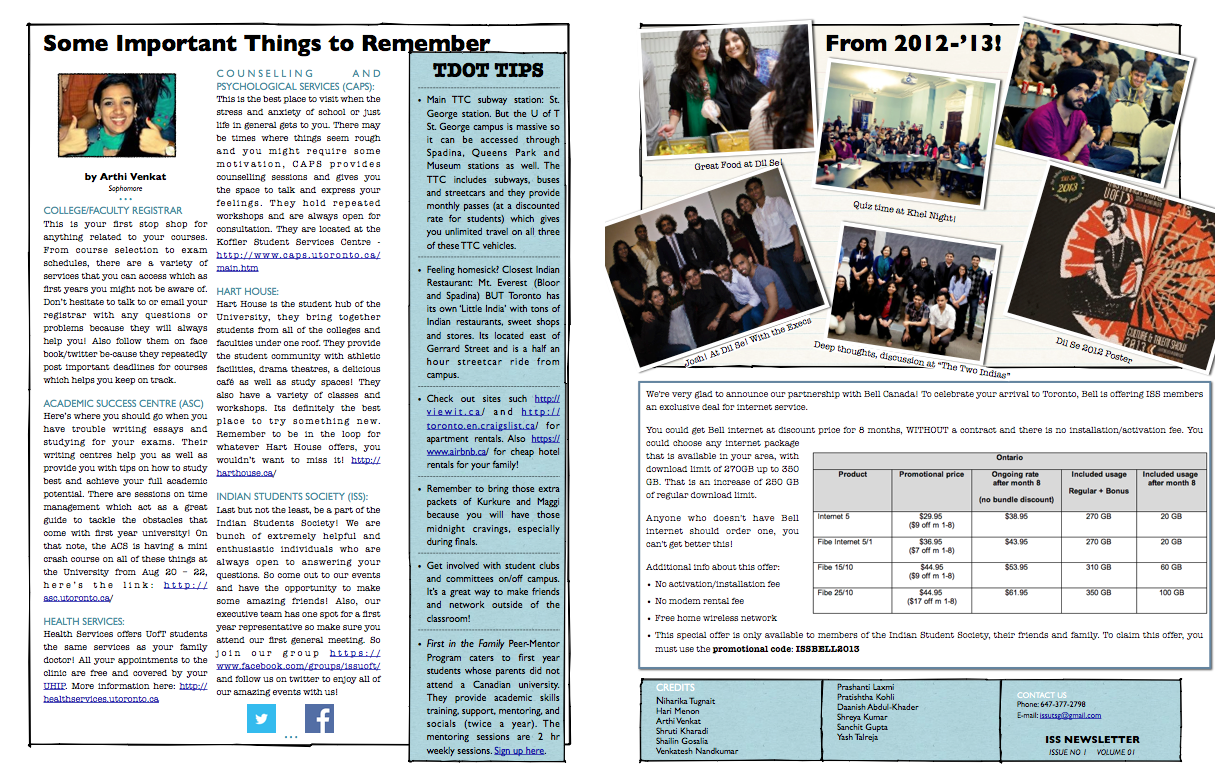 Some Important Things to Remember
by Arthi Venkat
Sophomore
COLLEGE/FACULTY REGISTRAR
This is your first stop shop for
anything related to your courses.
From course selection to exam
schedules, there are a variety of
services that you can access which as
first years you might not be aware of.
Don't hesitate to talk to or email your
registrar with any questions or
problems because they will always
help you! Also follow them on face
book/twitter be-cause they repeatedly
post important deadlines for courses
which helps you keep on track.
ACADEMIC SUCCESS CENTRE (ASC)
Here's where you should go when you
have trouble writing essays and
studying for your exams. Their
writing centres help you as well as
provide you with tips on how to study
best and achieve your full academic
potential. There are sessions on time
management which act as a great
guide to tackle the obstacles that
come with first year university! On
that note, the ACS is having a mini
crash course on all of these things at
the University from Aug 20 – 22,
here's the link: http://
asc.utoronto.ca/
HEALTH SERVICES:
Health Services offers UofT students
the same services as your family
doctor! All your appointments to the
clinic are free and covered by your
UHIP. More information here: http://
healthservices.utoronto.ca
COUNSELLING AND
PSYCHOLOGICAL SERVICES (CAPS):
This is the best place to visit when the
stress and anxiety of school or just
life in general gets to you. There may
be times where things seem rough
and you might require some
motivation, CAPS provides
counselling sessions and gives you
the space to talk and express your
feelings. They hold repeated
workshops and are always open for
consultation. They are located at the
Koffler Student Services Centre -
http://www.caps.utoronto.ca/
main.htm
HART HOUSE:
Hart House is the student hub of the
University, they bring together
students from all of the colleges and
faculties under one roof. They provide
the student community with athletic
facilities, drama theatres, a delicious
café as well as study spaces! They
also have a variety of classes and
workshops. Its definitely the best
place to try something new.
Remember to be in the loop for
whatever Hart House offers, you
wouldn't want to miss it! http://
harthouse.ca/
INDIAN STUDENTS SOCIETY (ISS):
Last but not the least, be a part of the
Indian Students Society! We are
bunch of extremely helpful and
enthusiastic individuals who are
always open to answering your
questions. So come out to our events
and have the opportunity to make
some amazing friends! Also, our
executive team has one spot for a first
year representative so make sure you
attend our first general meeting. So
join our group https://
www.facebook.com/groups/issuoft/
and follow us on twitter to enjoy all of
our amazing events with us!
TDOT TIPS
• Main TTC subway station: St.
George station. But the U of T
St. George campus is massive so
it can be accessed through
Spadina, Queens Park and
Museum stations as well. The
TTC includes subways, buses
and streetcars and they provide
monthly passes (at a discounted
rate for students) which gives
you unlimited travel on all three
of these TTC vehicles.
• Feeling homesick? Closest Indian
Restaurant: Mt. Everest (Bloor
and Spadina) BUT Toronto has
its own 'Little India' with tons of
Indian restaurants, sweet shops
and stores. Its located east of
Gerrard Street and is a half an
hour streetcar ride from
campus.
• Check out sites such http://
viewit.ca/ and http://
toronto.en.craigslist.ca/ for
apartment rentals. Also https://
www.airbnb.ca/ for cheap hotel
rentals for your family!
• Remember to bring those extra
packets of Kurkure and Maggi
because you will have those
midnight cravings, especially
during finals.
• Get involved with student clubs
and committees on/off campus.
It's a great way to make friends
and network outside of the
classroom!
• First in the Family Peer-Mentor
Program caters to first year
students whose parents did not
attend a Canadian university.
They provide academic skills
training, support, mentoring, and
socials (twice a year). The
mentoring sessions are 2 hr
weekly sessions. Sign up here.
From 2012-'13!
Great Food at Dil Se!
Quiz time at Khel Night!
Josh! At Dil Se! With the Execs
Deep thoughts, discussion at "The Two Indias"
Dil Se
2013
UOFT
CULTURE & TALENT SHOW
2013
Dil Se 2012 Poster
We're very glad to announce our partnership with Bell Canada! To celebrate your arrival to Toronto, Bell is offering ISS members
an exclusive deal for internet service.
You could get Bell internet at discount price for 8 months, WITHOUT a contract and there is no installation/activation fee. You
could choose any internet package
that is available in your area, with
download limit of 270GB up to 350
GB. That is an increase of 250 GB
of regular download limit.
Anyone who doesn't have Bell
internet should order one, you
can't get better this!
Additional info about this offer:
• No activation/installation fee
• No modem rental fee
• Free home wireless network
• This special offer is only available to members of the Indian Student Society, their friends and family. To claim this offer, you
must use the promotional code: ISSBELL2013
Ontario
Product Promotional price Ongoing rate after month 8 (no bundle discount) Included usage Regular + Bonus Included usage after month 8
Internet 5 $29.95 ($9 off m 1-8) $38.95 270 GB 20 GB
Fibe Internet 5/1 $36.95 ($7 off m 1-8) $43.95 270 GB 20 GB
Fibe 15/10 $44.95 ($9 off m 1-8) $53.95 310 GB 60 GB
Fibe 25/10 $44.95 ($17 off m 1-8) $61.95 350 GB 100 GB
CREDITS
Niharika Tugnait
Hari Menon
Arthi Venkat
Shruti Kharadi
Shailin Gosalia
Venkatesh Nandkumar
Prashanti Laxmi
Pratishtha Kohli
Daanish Abdul-Khader
Shreya Kumar
Sanchit Gupta
Yash Talreja
CONTACT US
Phone: 647-377-2798
E-mail: issutsg@gmail.com
ISS NEWSLETTER
ISSUE NO 1 VOLUME 01